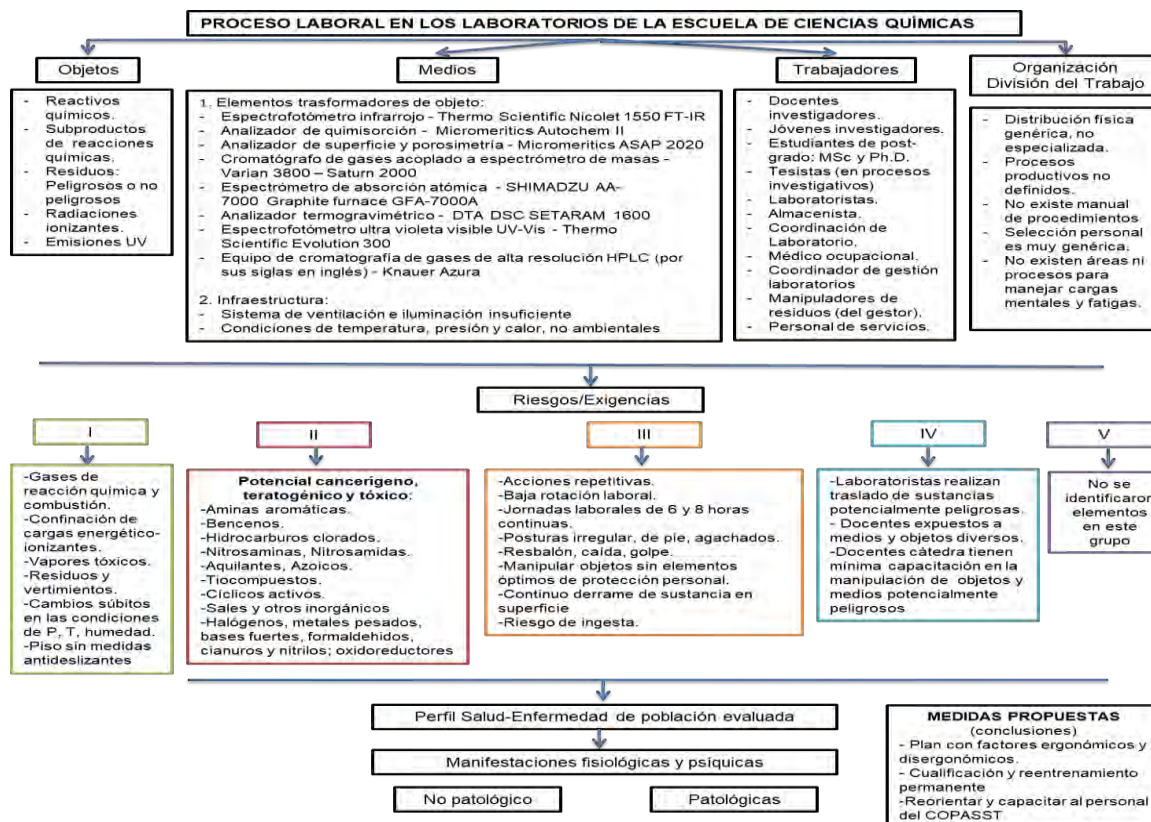 PROCESO LABORAL EN LOS LABORATORIOS DE LA ESCUELA DE CIENCIAS QUÍMICAS
Objetos
- Reactivos
químicos.
- Subproductos
de reacciones
químicas.
- Residuos:
Peligrosos o no
peligrosos
- Radiaciones
ionizantes.
- Emisiones UV
Medios
1. Elementos trasformadores de objeto:
- Espectrofotómetro infrarrojo - Thermo Scientific Nicolet 1550 FT-IR
- Analizador de quimisorción - Micromeritics Autochem II
- Analizador de superficie y porosimetría - Micromeritics ASAP 2020
- Cromatógrafo de gases acoplado a espectrómetro de masas -
Varian 3800 – Saturn 2000
- Espectrómetro de absorción atómica - SHIMADZU AA-
7000 Graphite furnace GFA-7000A
- Analizador termogravimétrico - DTA DSC SETARAM 1600
- Espectrofotómetro ultra violeta visible UV-Vis - Thermo
Scientific Evolution 300
- Equipo de cromatografía de gases de alta resolución HPLC (por
sus siglas en inglés) - Knauer Azura
2. Infraestructura:
- Sistema de ventilación e iluminación insuficiente
- Condiciones de temperatura, presión y calor, no ambientales
Trabajadores
- Docentes
investigadores.
- Jóvenes investigadores.
- Estudiantes de post-
grado: MSc y Ph.D.
- Tesistas (en procesos
investigativos)
- Laboratoristas.
- Almacenista.
- Coordinación de
Laboratorio,
- Médico ocupacional.
- Coordinador de gestión
laboratorios
- Manipuladores de
residuos (del gestor).
- Personal de servicios.
Organización
División del Trabajo
- Distribución física
genérica, no
especializada.
- Procesos
productivos no
definidos.
- No existe manual de
procedimientos
- Selección personal
es muy genérica.
- No existen áreas ni
procesos para
manejar cargas
mentales y fatigas.
Riesgos/Exigencias
I
-Gases de
reacción química y
combustión.
-Confinación de
cargas energético-
ionizantes.
-Vapores tóxicos.
-Residuos y
vertimientos.
-Cambios súbitos
en las condiciones
de P, T, humedad.
-Piso sin medidas
antideslizantes
II
Potencial cancerígeno,
teratogénico y tóxico:
-Aminas aromáticas.
-Bencenos.
-Hidrocarburos clorados.
-Nitrosaminas, Nitrosamidas.
-Aquilantes, Azoicos.
-Tiocompuestos.
-Cíclicos activos.
-Sales y otros inorgánicos
-Halógenos, metales pesados,
bases fuertes, formaldehidos,
cianuros y nitrilos; oxidoreductores
III
-Acciones repetitivas.
-Baja rotación laboral.
-Jornadas laborales de 6 y 8 horas
continuas.
-Posturas irregular, de pie, agachados.
-Resbalón, caída, golpe.
-Manipular objetos sin elementos
óptimos de protección personal.
-Continuo derrame de sustancia en
superficie
-Riesgo de ingesta.
IV
-Laboratoristas realizan
traslado de sustancias
potencialmente peligrosas.
- Docentes expuestos a
medios y objetos diversos.
-Docentes cátedra tienen
mínima capacitación en la
manipulación de objetos y
medios potencialmente
peligrosos
V
No se
identificaron
elementos
en este
grupo
Perfil Salud-Enfermedad de población evaluada
Manifestaciones fisiológicas y psíquicas
No patológico
Patológicas
MEDIDAS PROPUESTAS
(conclusiones)
- Plan con factores ergonómicos y
disergonómicos.
- Cualificación y reentrenamiento
permanente
-Reorientar y capacitar al personal
del COPASST